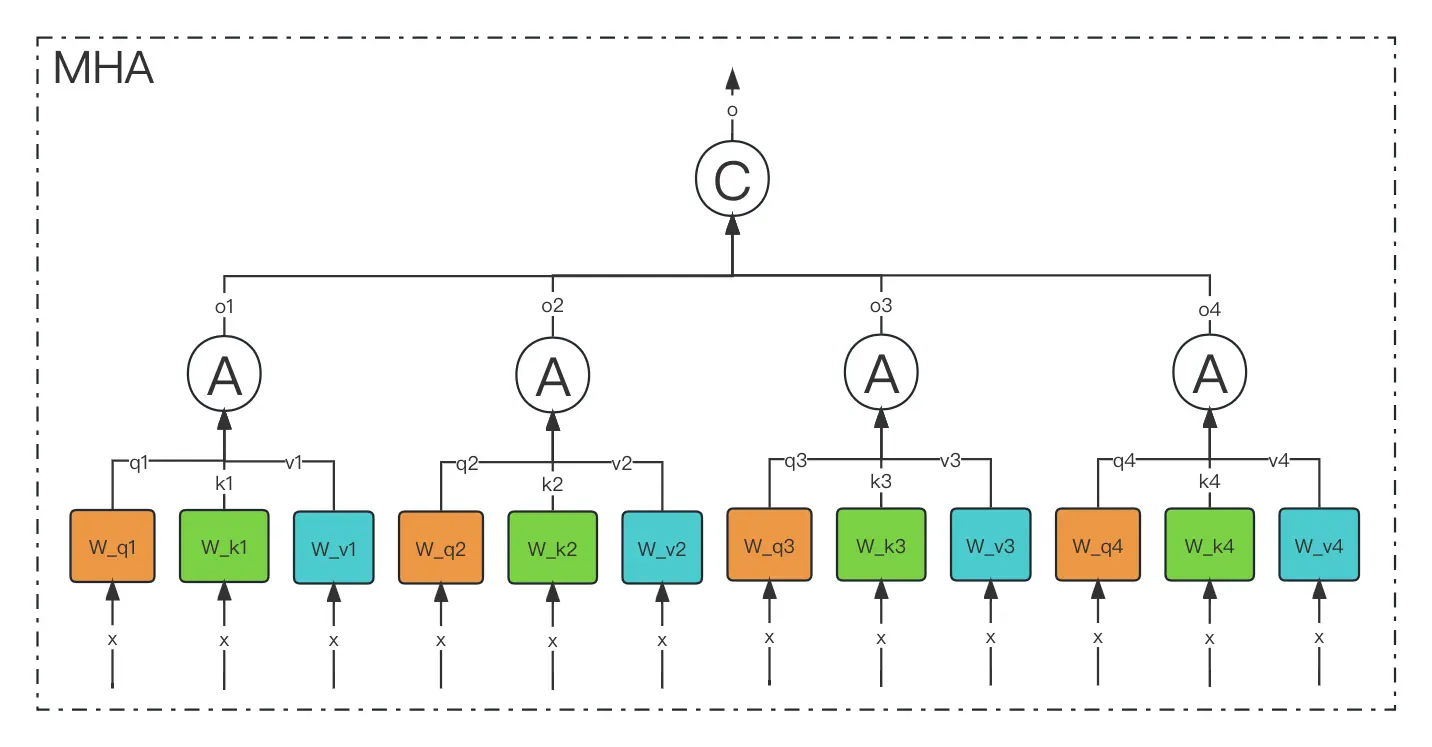 MHA
o
C
o1 o2 o3 o4
A A A A
q1 v1 q2 v2 q3 v3 q4 v4
k1 k2 k3 k4
W_q1 W_k1 W_v1 W_q2 W_k2 W_v2 W_q3 W_k3 W_v3 W_q4 W_k4 W_v4
x x x x x x x x x x x x